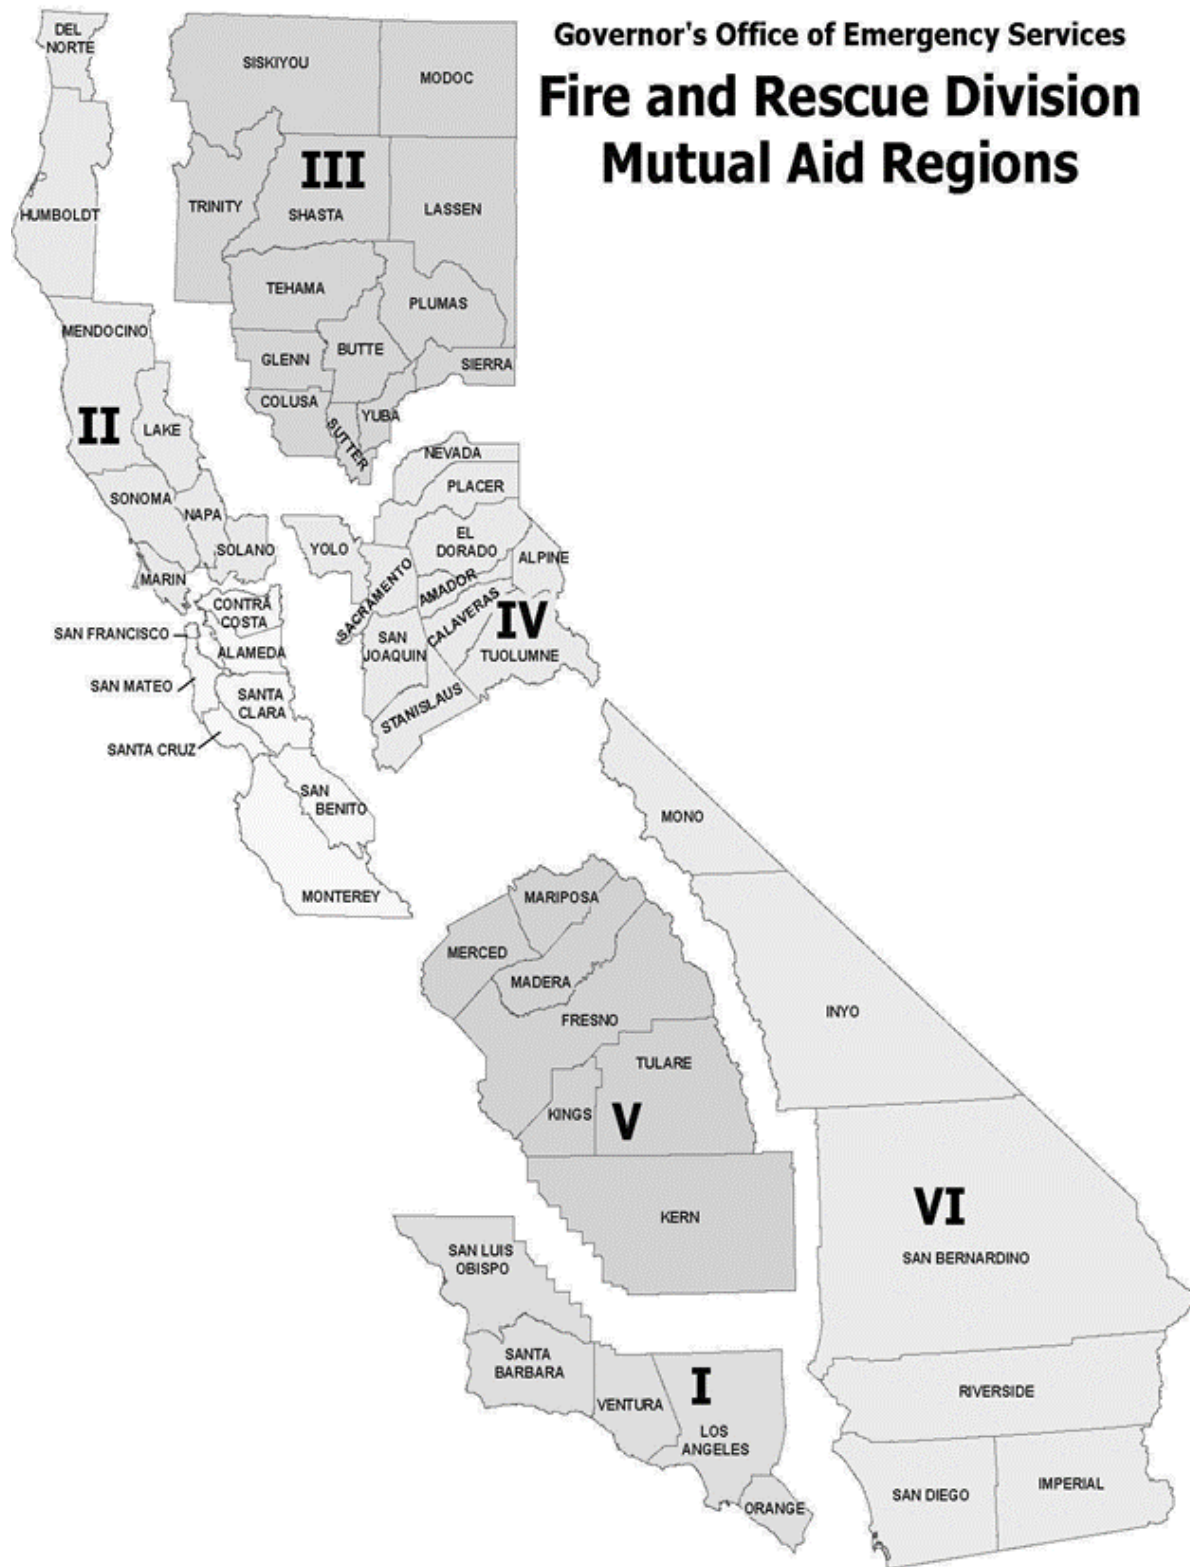 Governor's Office of Emergency Services
Fire and Rescue Division
Mutual Aid Regions
DEL
NORTE
SISKIYOU
MODOC
III
HUMBOLDT
TRINITY
SHASTA
LASSEN
TEHAMA
PLUMAS
MENDOCINO
GLENN
BUTTE
SIERRA
COLUSA
YUBA
SUTTER
II
LAKE
NEVADA
PLACER
SONOMA
NAPA
SOLANO
YOLO
EL
DORADO
ALPINE
MARIN
SACRAMENTO
AMADOR
CALAVERAS
IV
CONTRA
COSTA
SAN FRANCISCO
ALAMEDA
SAN
JOAQUIN
TUOLUMNE
SAN MATEO
SANTA
CLARA
STANISLAUS
SANTA CRUZ
SAN
BENITO
MONO
MONTEREY
MARIPOSA
MERCED
MADERA
FRESNO
INYO
TULARE
KINGS
V
KERN
VI
SAN BERNARDINO
SAN LUIS
OBISPO
SANTA
BARBARA
I
VENTURA
LOS
ANGELES
RIVERSIDE
ORANGE
SAN DIEGO
IMPERIAL